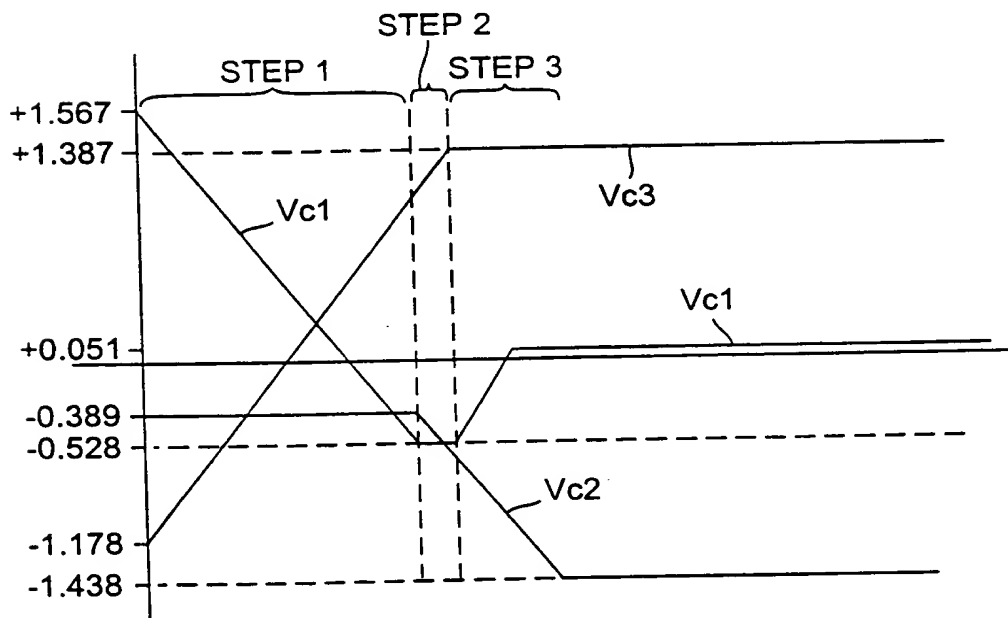 STEP 2
STEP 1
STEP 3
+1.567
+1.387
Vc3
Vc1
Vc1
+0.051
-0.389
-0.528
Vc2
-1.178
-1.438